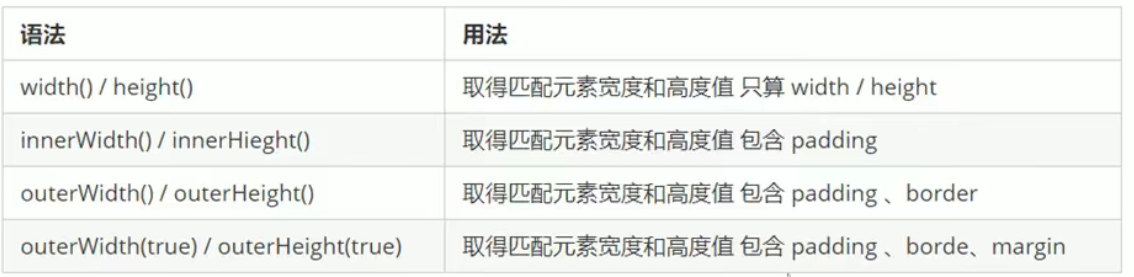 语法 用法
width() / height() 取得匹配元素宽度和高度值 只算 width / height
innerWidth() / innerHieght() 取得匹配元素宽度和高度值 包含 padding
outerWidth() / outerHeight() 取得匹配元素宽度和高度值 包含 padding 、border
outerWidth(true) / outerHeight(true) 取得匹配元素宽度和高度值 包含 padding 、borde、margin